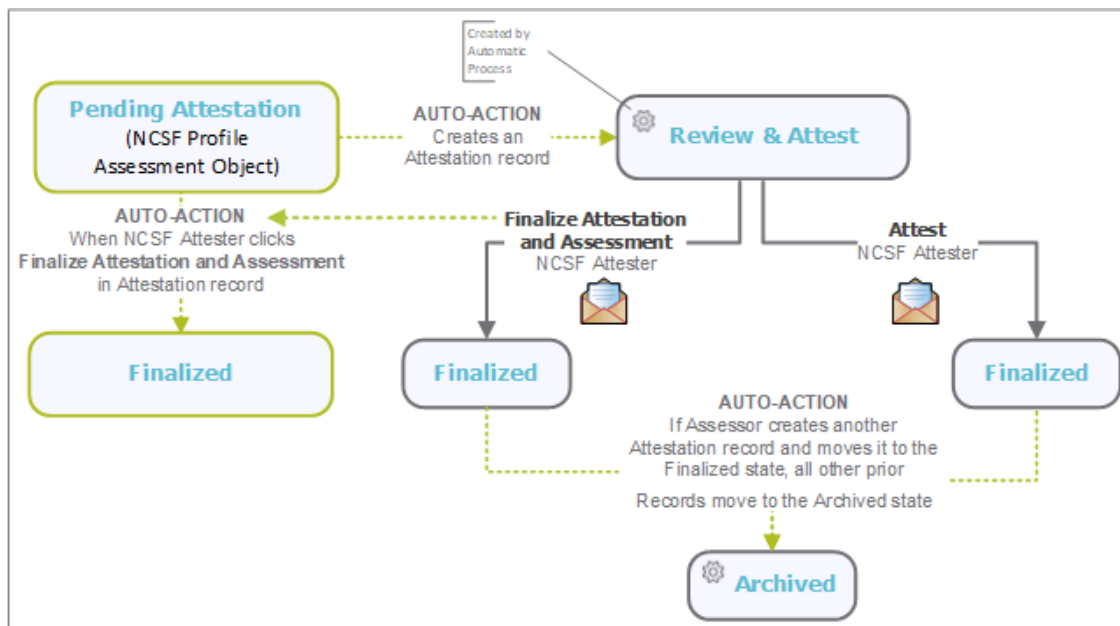 Created by
Automatic
Process
Pending Attestation
(NCSF Profile
Assessment Object)
AUTO-ACTION
Creates an
Attestation record
Review & Attest
AUTO-ACTION
When NCSF Attester clicks
Finalize Attestation and Assessment
in Attestation record
Finalize Attestation
and Assessment
NCSF Attester
Attest
NCSF Attester
Finalized
Finalized
Finalized
AUTO-ACTION
If Assessor creates another
Attestation record and moves it to the
Finalized state, all other prior
Records move to the Archived state
Archived